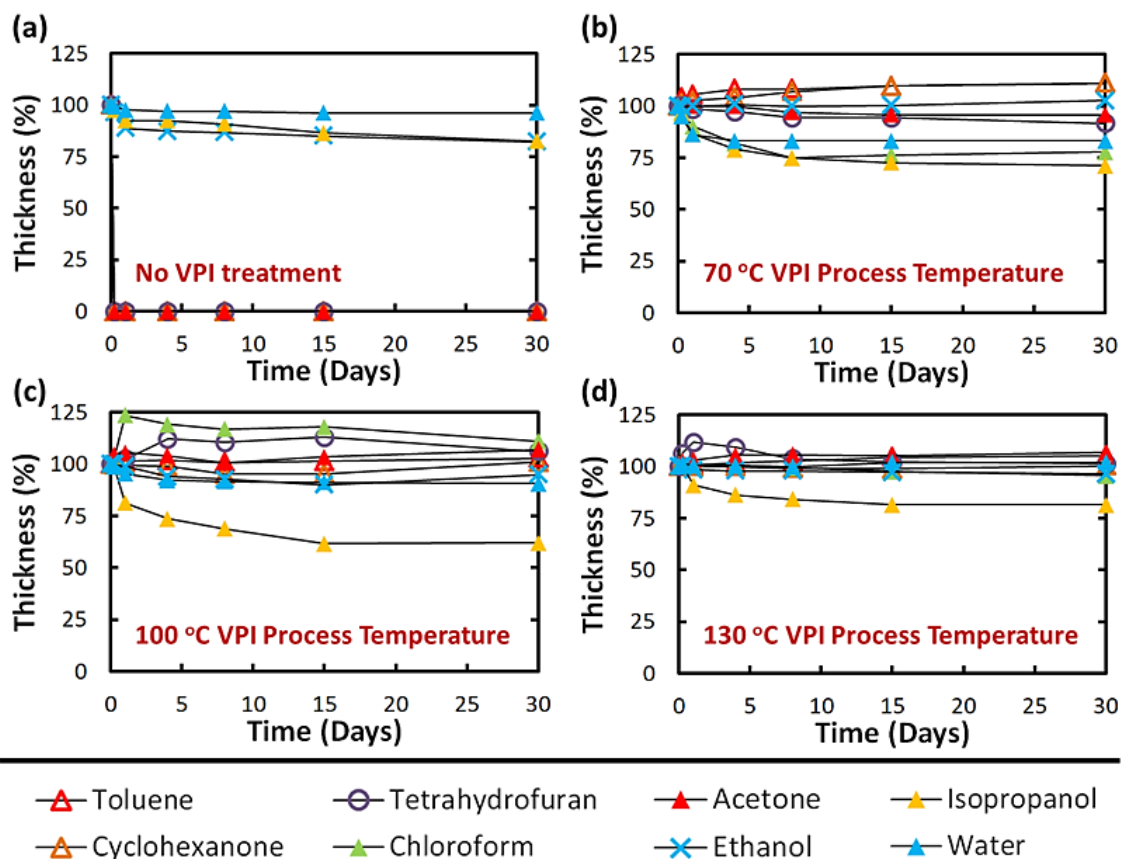 (a)
125
100
75
50
25
0
Thickness (%)
No VPI treatment
0 5 10 15 20 25 30
Time (Days)
(b)
125
100
75
50
25
0
Thickness (%)
70 °C VPI Process Temperature
0 5 10 15 20 25 30
Time (Days)
(c)
125
100
75
50
25
0
Thickness (%)
100 °C VPI Process Temperature
0 5 10 15 20 25 30
Time (Days)
(d)
125
100
75
50
25
0
Thickness (%)
130 °C VPI Process Temperature
0 5 10 15 20 25 30
Time (Days)
Toluene Tetrahydrofuran Acetone Isopropanol
Cyclohexanone Chloroform Ethanol Water